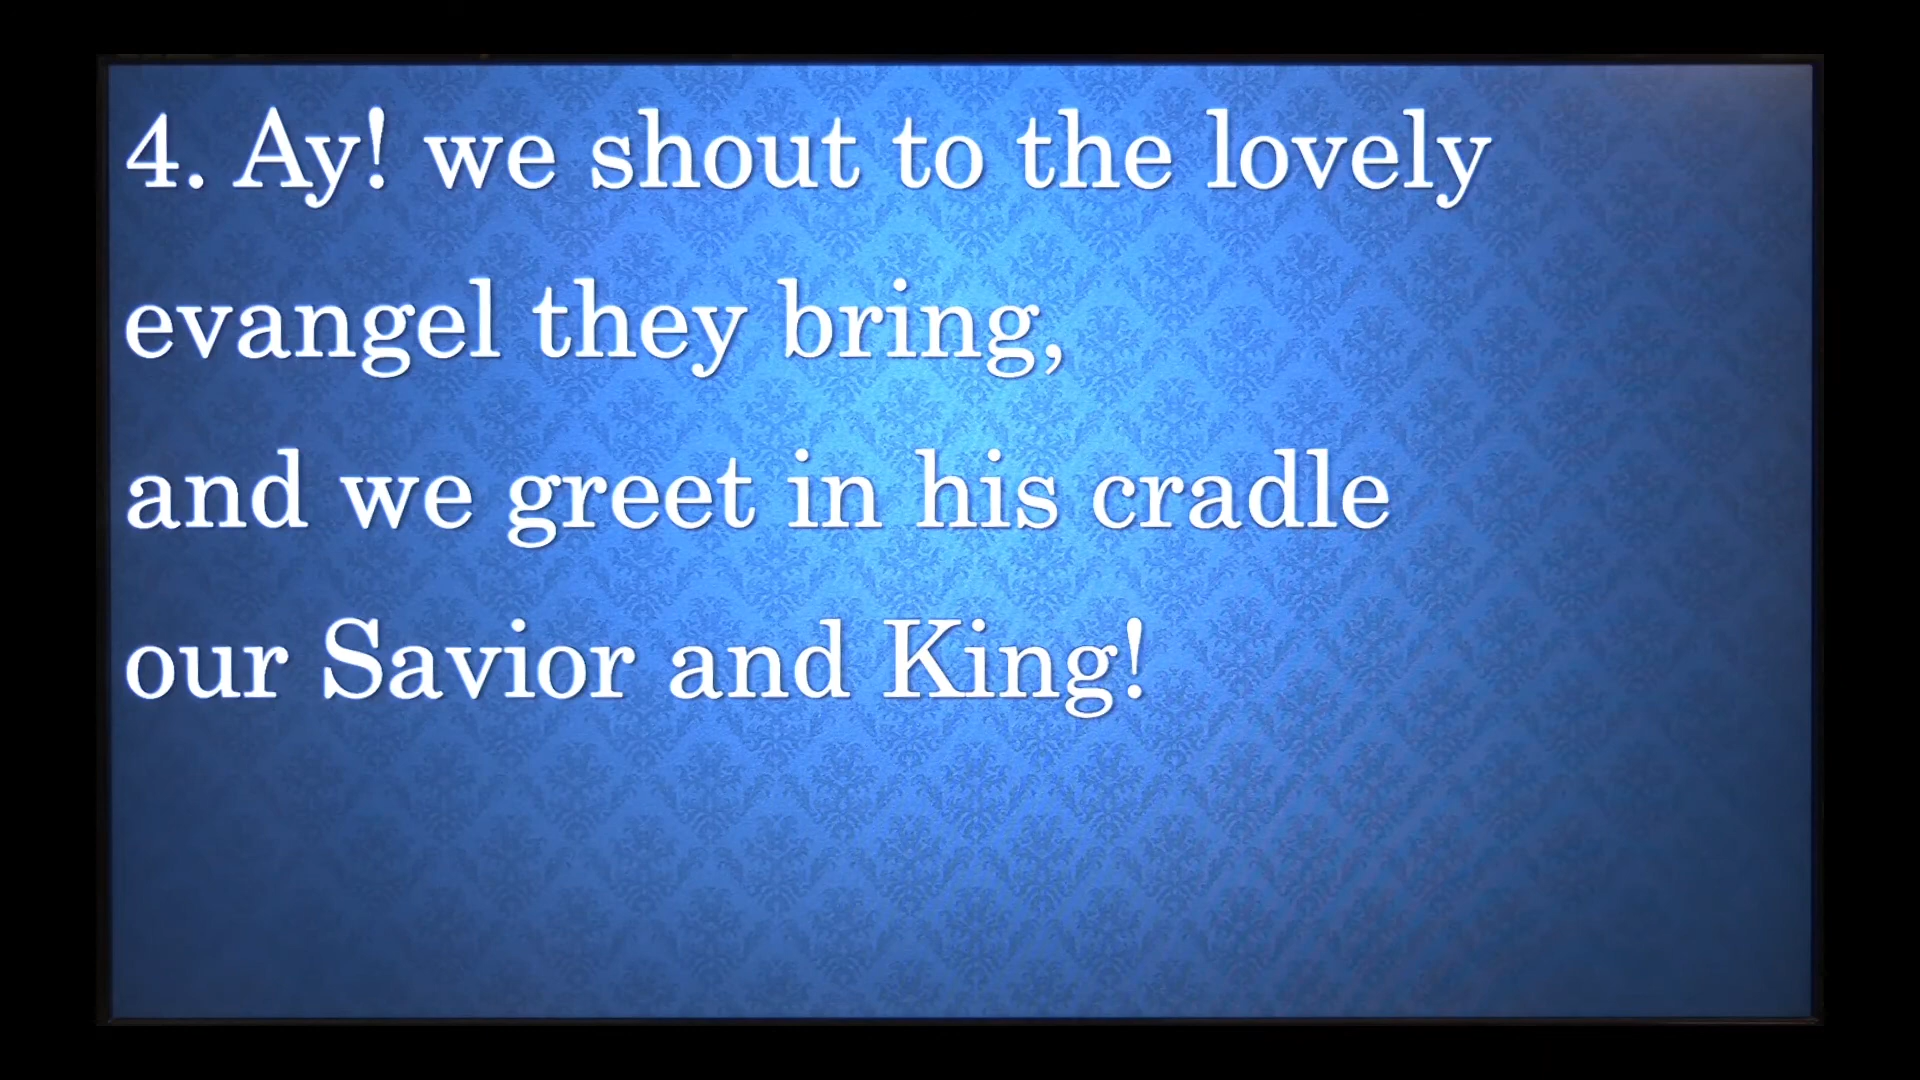 4. Ay! we shout to the lovely
evangel they bring,
and we greet in his cradle
our Savior and King!